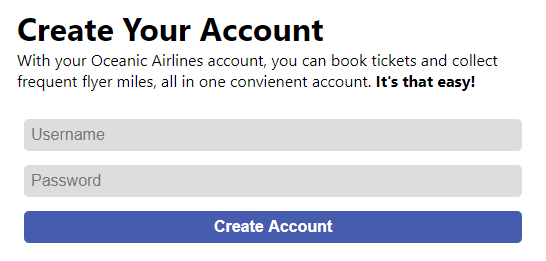 Create Your Account
With your Oceanic Airlines account, you can book tickets and collect
frequent flyer miles, all in one convienent account. It's that easy!
Username
Password
Create Account